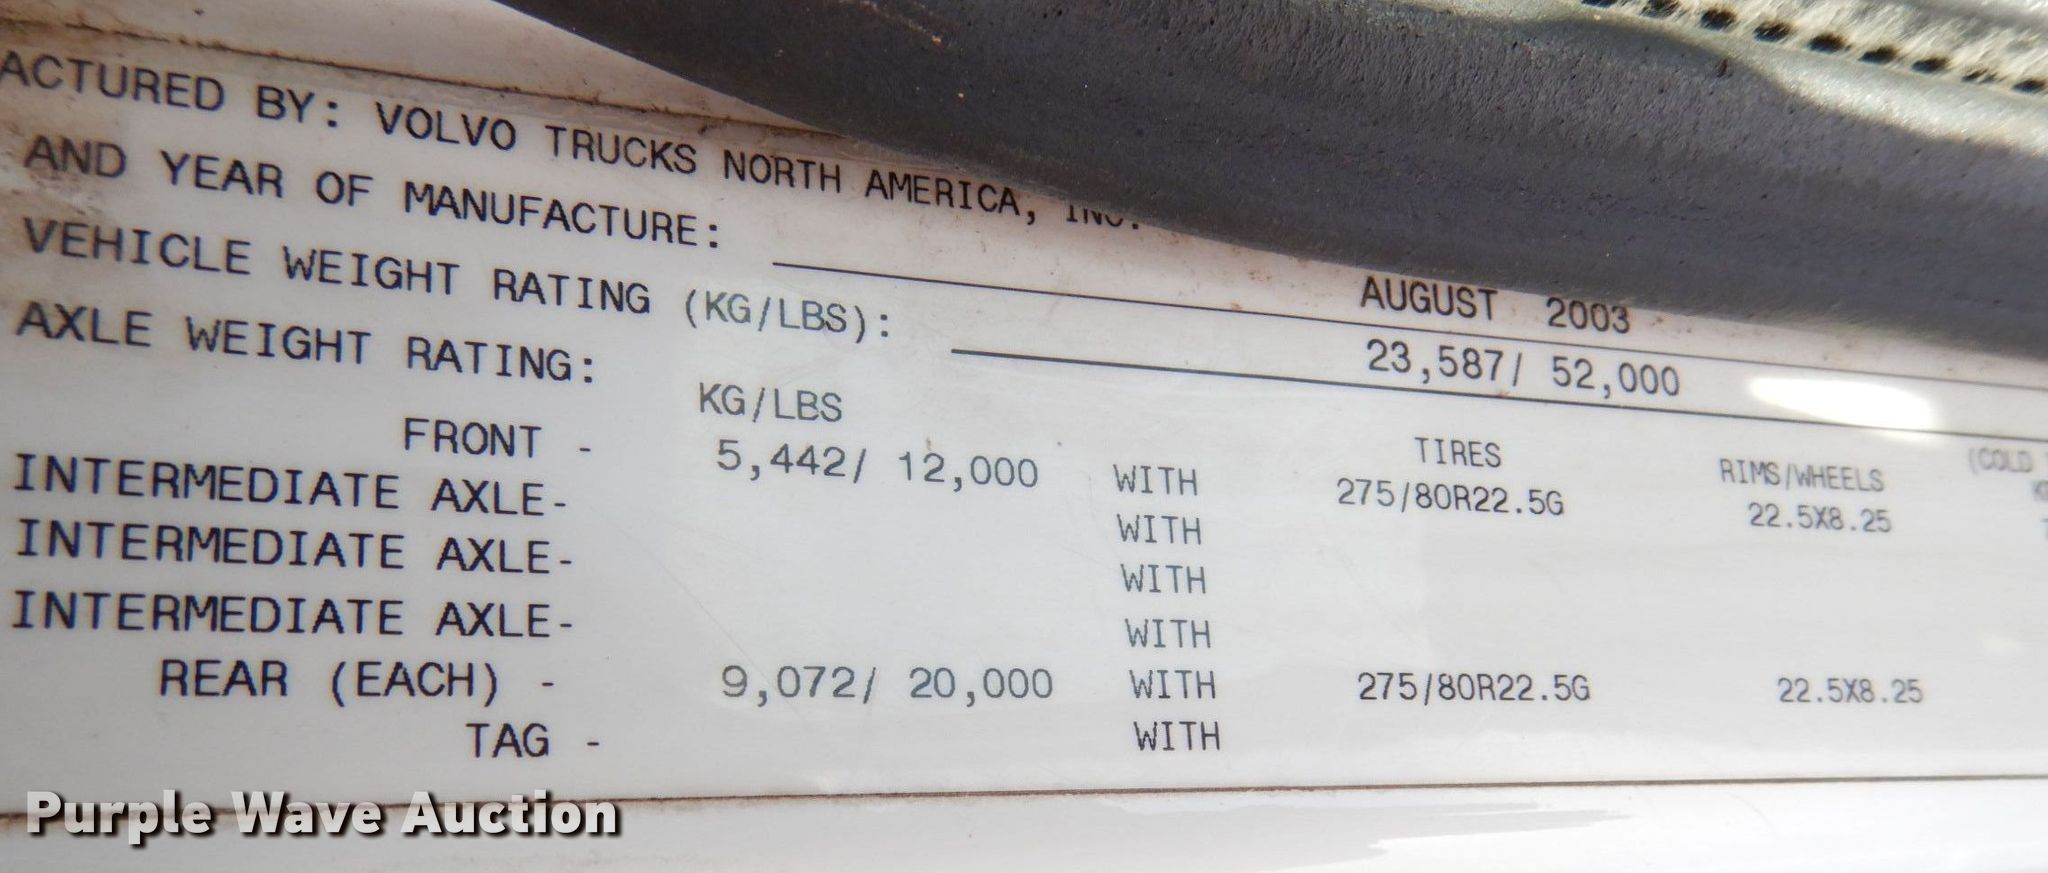 ACTURED BY: VOLVO TRUCKS NORTH AMERICA, INC.
AND YEAR OF MANUFACTURE: AUGUST 2003
VEHICLE WEIGHT RATING (KG/LBS): 23,587/ 52,000
AXLE WEIGHT RATING:
KG/LBS TIRES RIMS/WHEELS (COLD
FRONT - 5,442/ 12,000 WITH 275/80R22.5G 22.5X8.25
INTERMEDIATE AXLE- WITH
INTERMEDIATE AXLE- WITH
INTERMEDIATE AXLE- WITH
REAR (EACH) - 9,072/ 20,000 WITH 275/80R22.5G 22.5X8.25
TAG - WITH
Purple Wave Auction